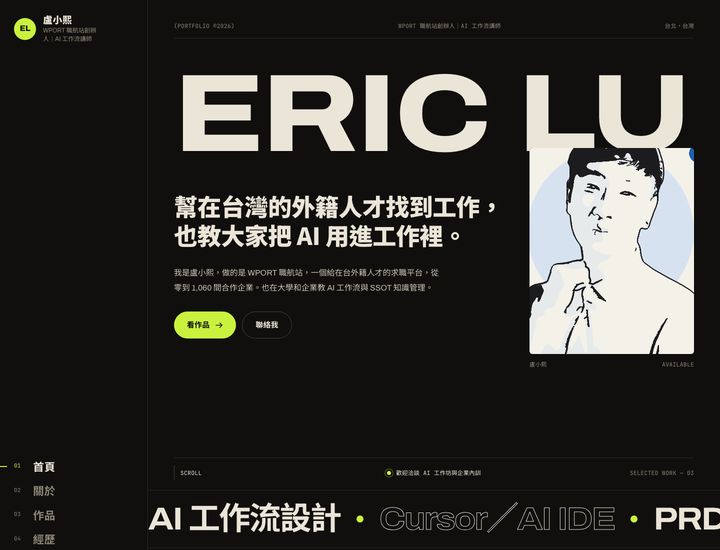 EL
盧小熙
WPORT 職航站創辦
人｜AI 工作流講師
(PORTFOLIO ©2026)
WPORT 職航站創辦人｜AI 工作流講師
台北，台灣
ERIC LU
幫在台灣的外籍人才找到工作，
也教大家把 AI 用進工作裡。
我是盧小熙，做的是 WPORT 職航站，一個給在台外籍人才的求職平台，從
零到 1,060 間合作企業。也在大學和企業教 AI 工作流與 SSOT 知識管理。
看作品 →
聯絡我
盧小熙
AVAILABLE
01 首頁
02 關於
03 作品
04 經歷
SCROLL
歡迎洽談 AI 工作坊與企業內訓
SELECTED WORK — 03
AI 工作流設計 • Cursor／AI IDE • PRD